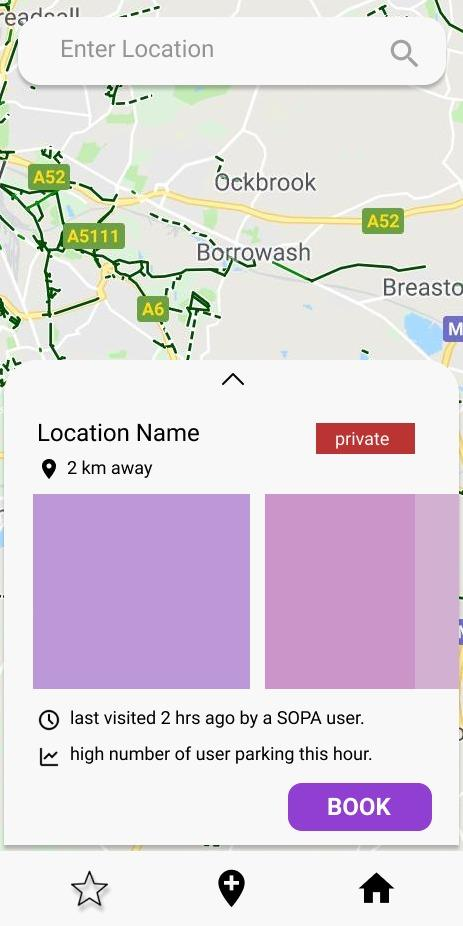 readsall
Enter Location
A52
Ockbrook
A52
A5111
Borrowash
Breasto
A6
M
Location Name
private
2 km away
last visited 2 hrs ago by a SOPA user.
high number of user parking this hour.
BOOK